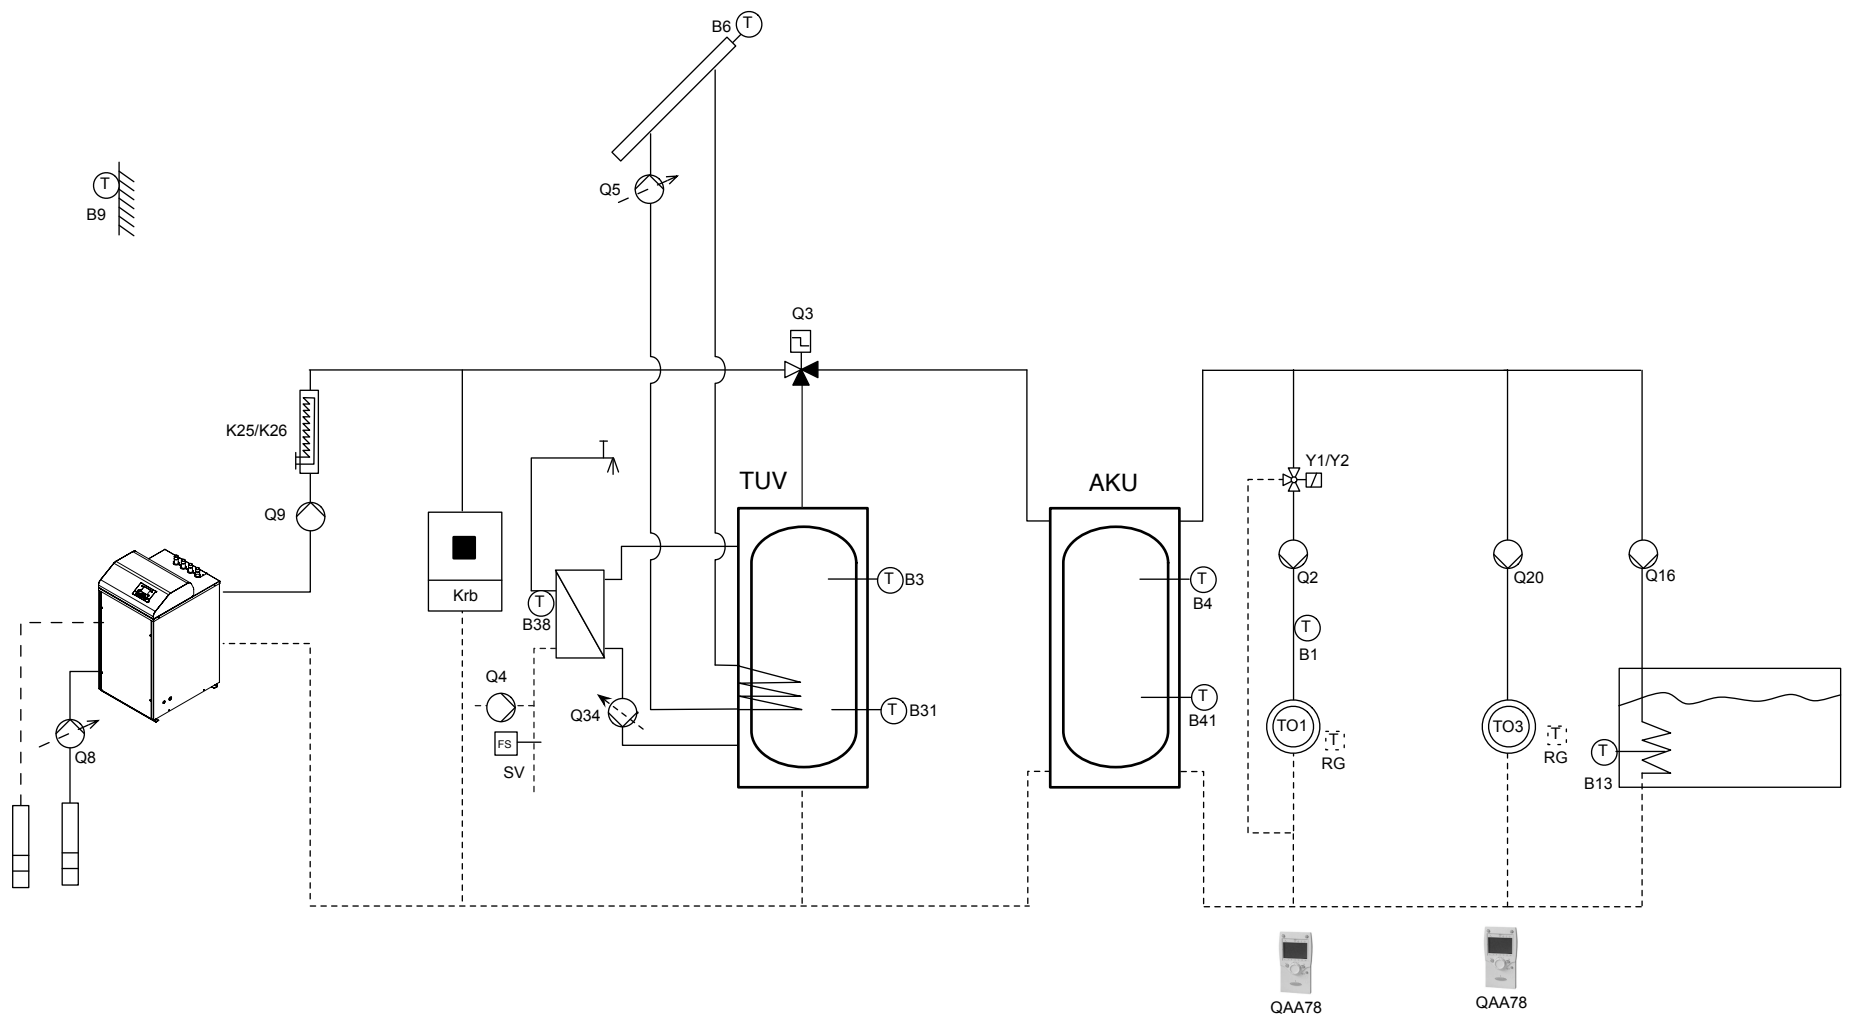 B6
T
Q5
T
B9
Q3
K25/K26
Q9
TUV
AKU
Y1/Y2
T
B3
T
B4
Krb
T
B38
Q2
Q20
Q16
T
B1
Q4
Q34
FS
SV
T
B31
T
B41
TO1
T
RG
TO3
T
RG
T
B13
Q8
QAA78
QAA78